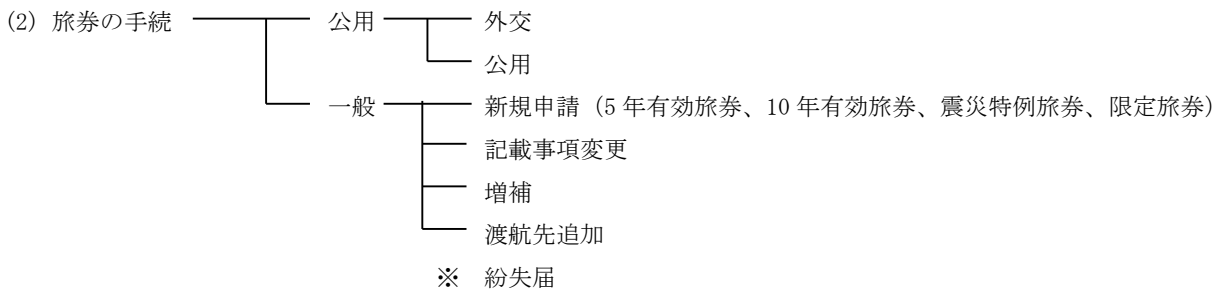 (2) 旅券の手続 公用 外交
公用
一般 新規申請（5 年有効旅券、10 年有効旅券、震災特例旅券、限定旅券）
記載事項変更
増補
渡航先追加
※ 紛失届